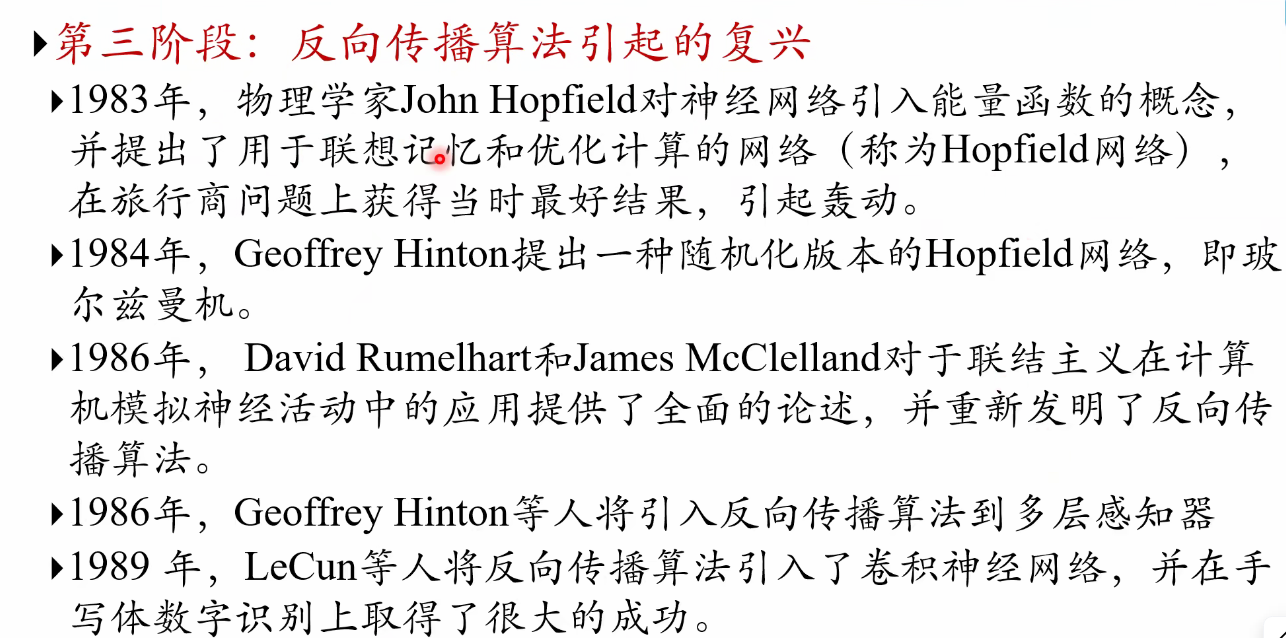 第三阶段：反向传播算法引起的复兴
1983年，物理学家John Hopfield对神经网络引入能量函数的概念，
并提出了用于联想记忆和优化计算的网络（称为Hopfield网络），
在旅行商问题上获得当时最好结果，引起轰动。
1984年，Geoffrey Hinton提出一种随机化版本的Hopfield网络，即玻
尔兹曼机。
1986年， David Rumelhart和James McClelland对于联结主义在计算
机模拟神经活动中的应用提供了全面的论述，并重新发明了反向传
播算法。
1986年，Geoffrey Hinton等人将引入反向传播算法到多层感知器
1989 年，LeCun等人将反向传播算法引入了卷积神经网络，并在手
写体数字识别上取得了很大的成功。